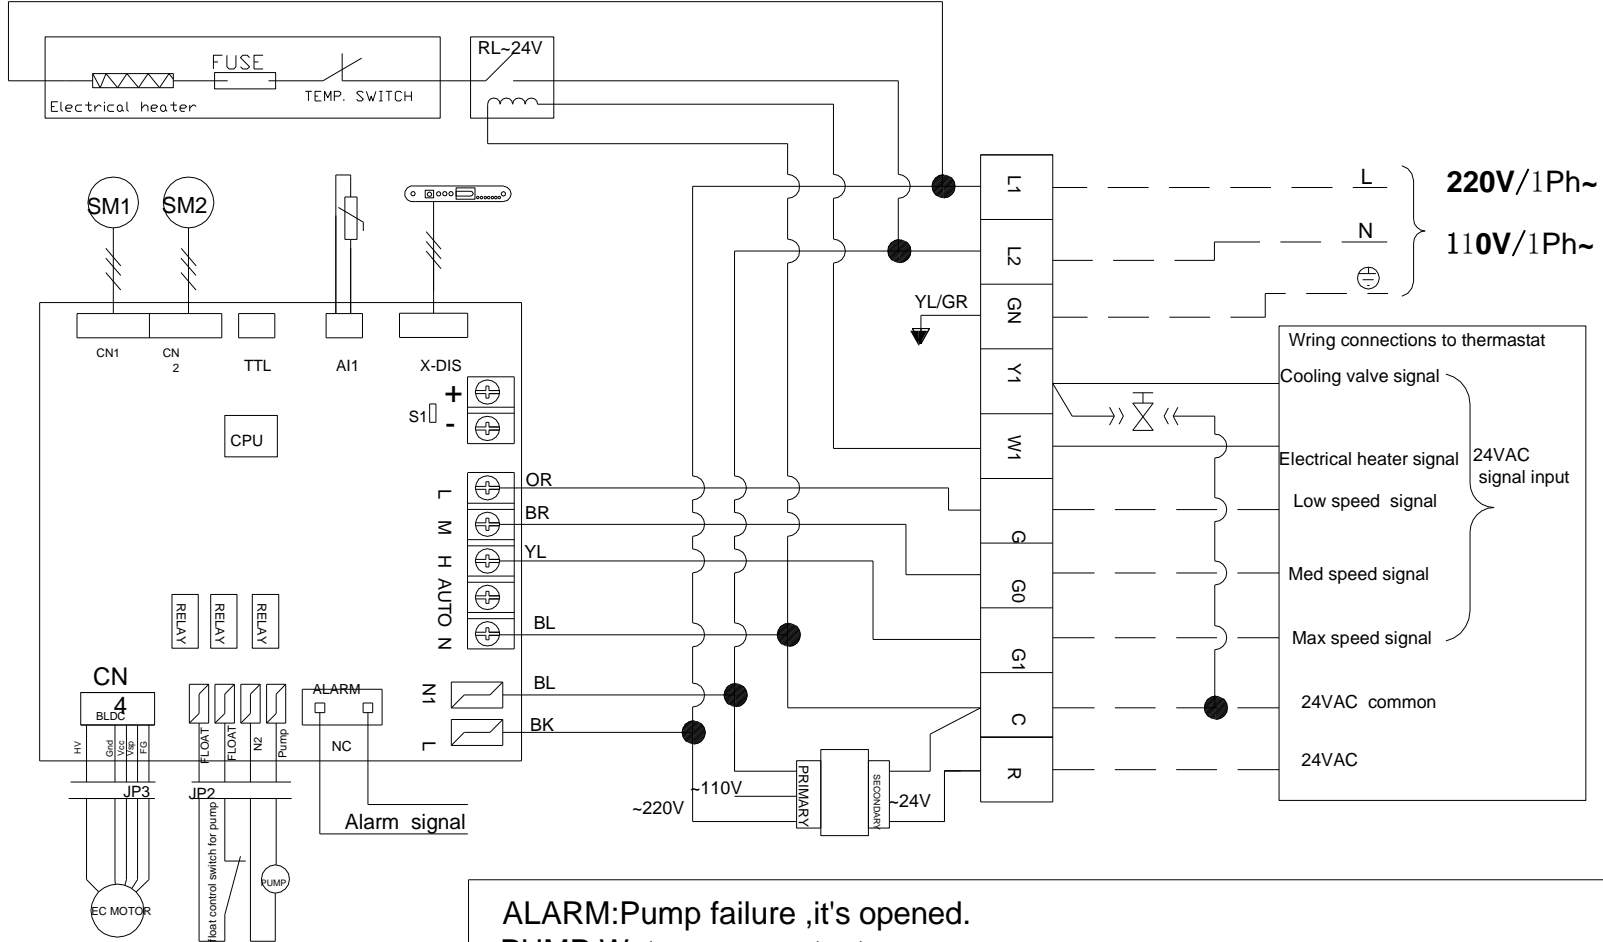 RL~24V
FUSE
TEMP. SWITCH
Electrical heater
SM1
SM2
L1
L
220V/1Ph~
L2
N
110V/1Ph~
YL/GR
GN
CN1
CN
2
TTL
AI1
X-DIS
Wring connections to thermastat
Y1
Cooling valve signal
+
S1
-
CPU
W1
Electrical heater signal
24VAC
signal input
L
OR
Low speed signal
M
BR
G
H
YL
Med speed signal
G0
AUTO
RELAY
RELAY
RELAY
N
BL
Max speed signal
G1
CN
4
BLDC
ALARM
N1
BL
24VAC common
C
HV
Gnd
Vcc
Vsp
FG
FLOAT
FLOAT
N2
Pump
NC
L
BK
24VAC
R
JP3
JP2
~110V
~220V
PRIMARY
SECONDARY
~24V
Alarm signal
float control switch for pump
PUMP
EC MOTOR
ALARM:Pump failure ,it's opened.